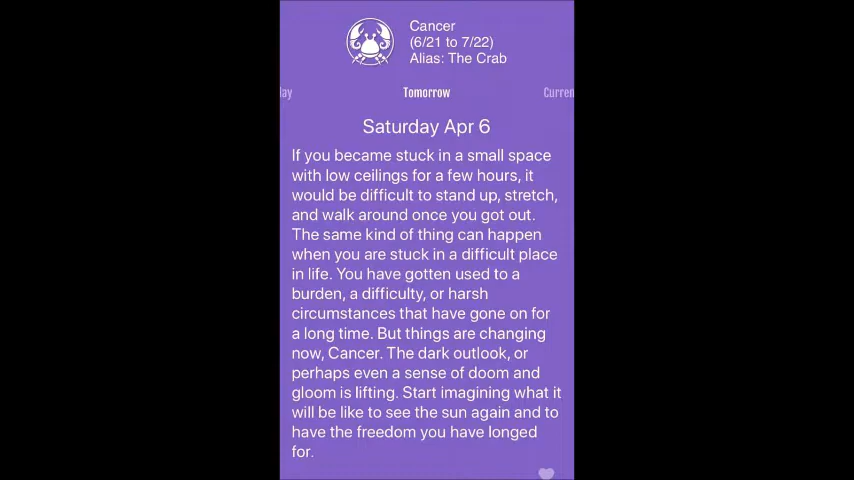 Cancer
(6/21 to 7/22)
Alias: The Crab
Tomorrow
Saturday Apr 6
If you became stuck in a small space
with low ceilings for a few hours, it
would be difficult to stand up, stretch,
and walk around once you got out.
The same kind of thing can happen
when you are stuck in a difficult place
in life. You have gotten used to a
burden, a difficulty, or harsh
circumstances that have gone on for
a long time. But things are changing
now, Cancer. The dark outlook, or
perhaps even a sense of doom and
gloom is lifting. Start imagining what it
will be like to see the sun again and to
have the freedom you have longed
for.